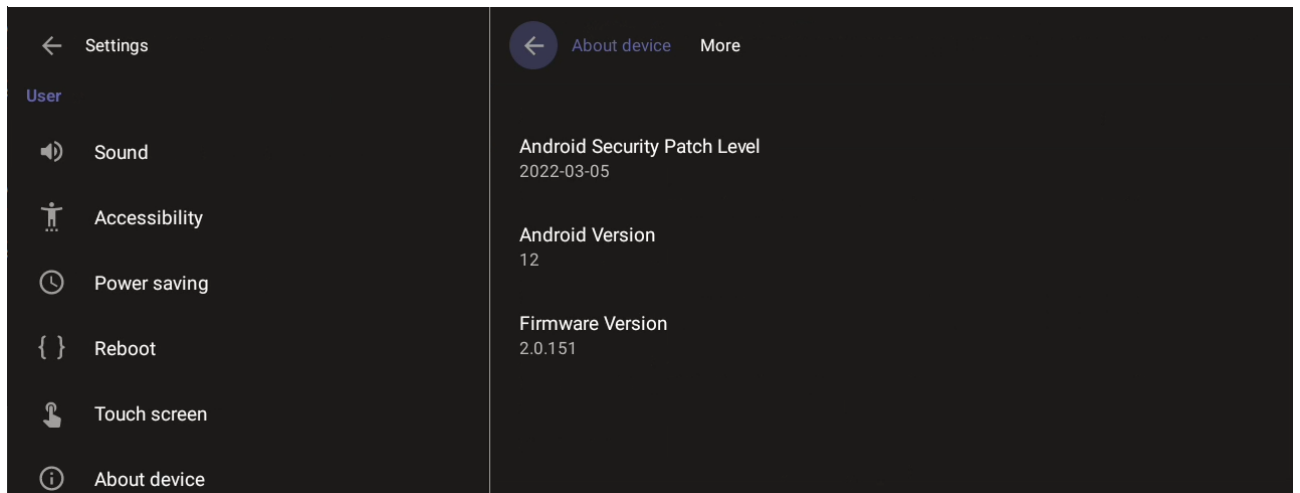 Settings
User
Sound
Accessibility
Power saving
Reboot
Touch screen
About device
About device More
Android Security Patch Level
2022-03-05
Android Version
12
Firmware Version
2.0.151